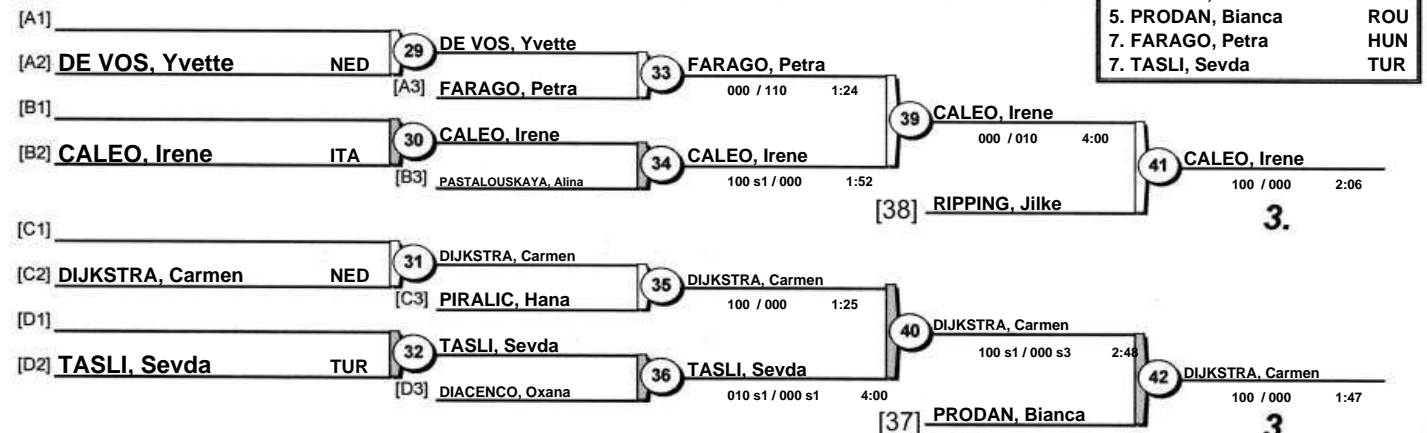 5. PRODAN, Bianca ROU
7. FARAGO, Petra HUN
7. TASLI, Sevda TUR
[A1]
[A2] DE VOS, Yvette NED
29
DE VOS, Yvette
[A3] FARAGO, Petra
33
FARAGO, Petra
000 / 110 1:24
[B1]
[B2] CALEO, Irene ITA
30
CALEO, Irene
[B3] PASTALOUSKAYA, Alina
34
CALEO, Irene
100 s1 / 000 1:52
39
CALEO, Irene
000 / 010 4:00
[38] RIPPING, Jilke
41
CALEO, Irene
100 / 000 2:06
3.
[C1]
[C2] DIJKSTRA, Carmen NED
31
DIJKSTRA, Carmen
[C3] PIRALIC, Hana
35
DIJKSTRA, Carmen
100 / 000 1:25
[D1]
[D2] TASLI, Sevda TUR
32
TASLI, Sevda
[D3] DIACENCO, Oxana
36
TASLI, Sevda
010 s1 / 000 s1 4:00
40
DIJKSTRA, Carmen
100 s1 / 000 s3 2:48
[37] PRODAN, Bianca
42
DIJKSTRA, Carmen
100 / 000 1:47
3